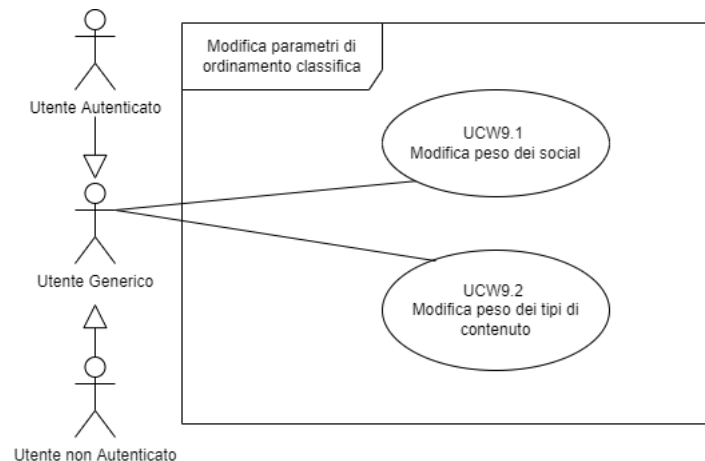 Modifica parametri di
ordinamento classifica
Utente Autenticato
UCW9.1
Modifica peso dei social
Utente Generico
UCW9.2
Modifica peso dei tipi di
contenuto
Utente non Autenticato